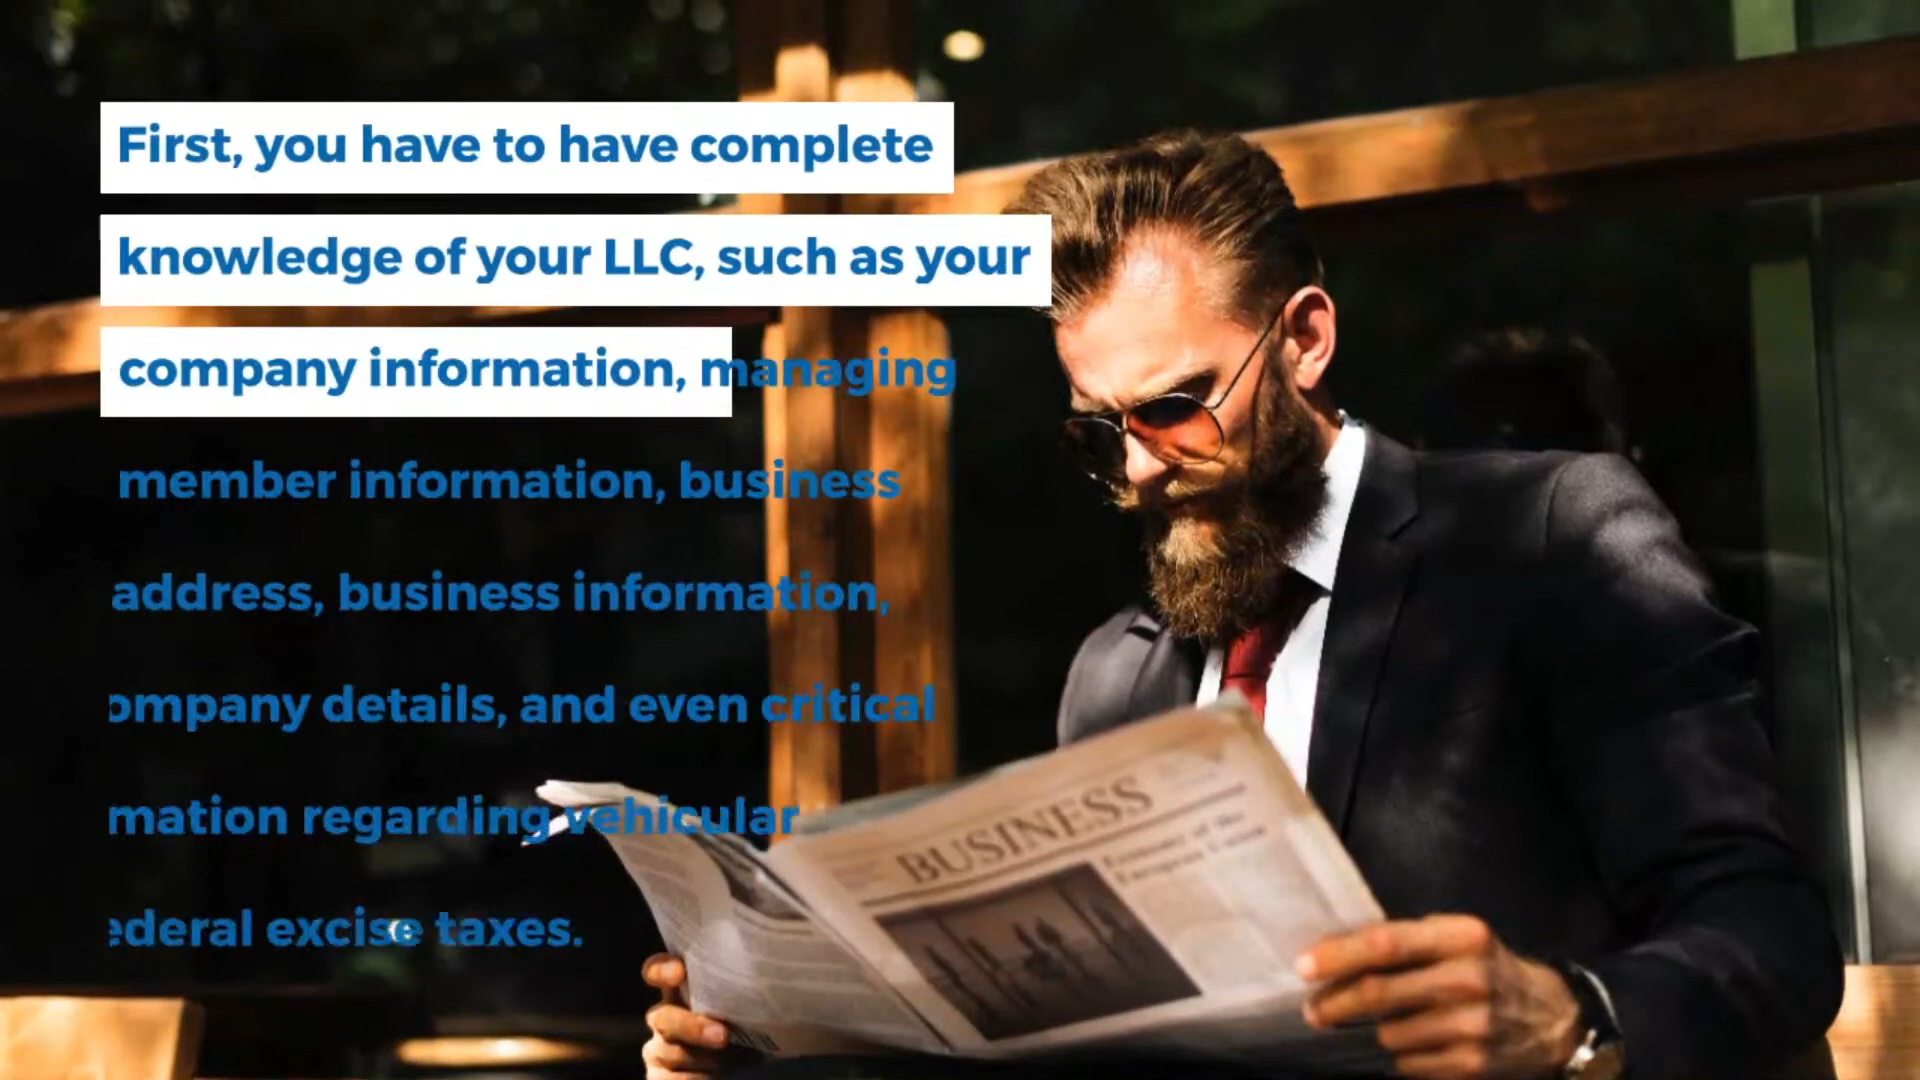 First, you have to have complete
knowledge of your LLC, such as your
company information, managing
member information, business
address, business information,
ompany details, and even critical
mation regarding vehicular
ederal excise taxes.
BUSINESS